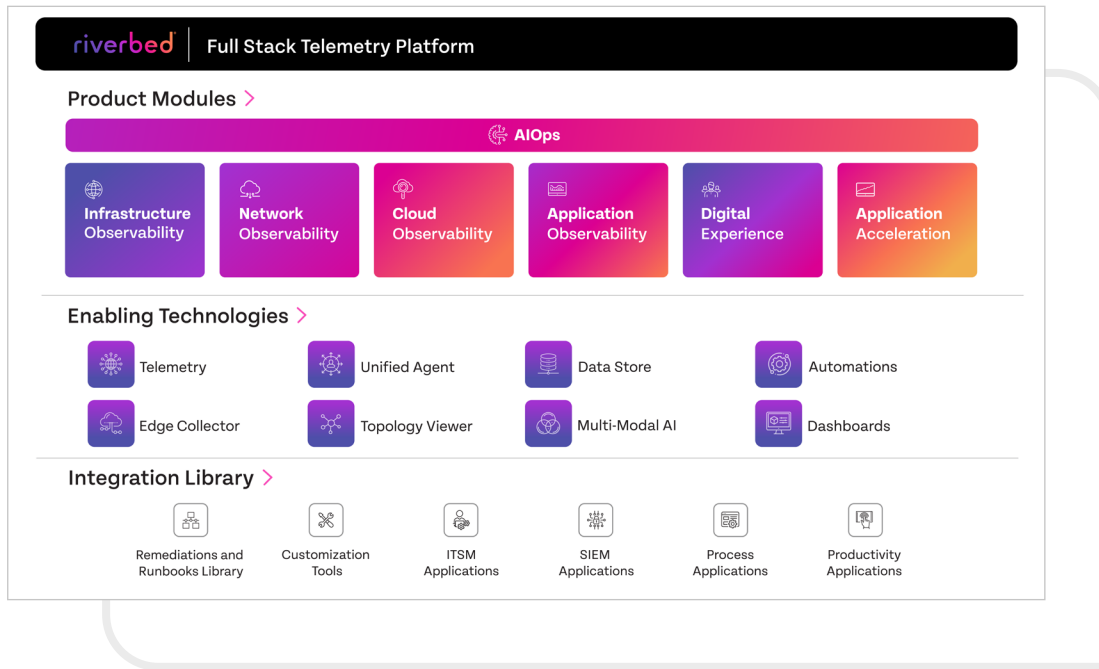 riverbed Full Stack Telemetry Platform
Product Modules
AIOps
Infrastructure
Observability
Network
Observability
Cloud
Observability
Application
Observability
Digital
Experience
Application
Acceleration
Enabling Technologies
Telemetry
Unified Agent
Data Store
Automations
Edge Collector
Topology Viewer
Multi-Modal AI
Dashboards
Integration Library
Remediations and
Runbooks Library
Customization
Tools
ITSM
Applications
SIEM
Applications
Process
Applications
Productivity
Applications